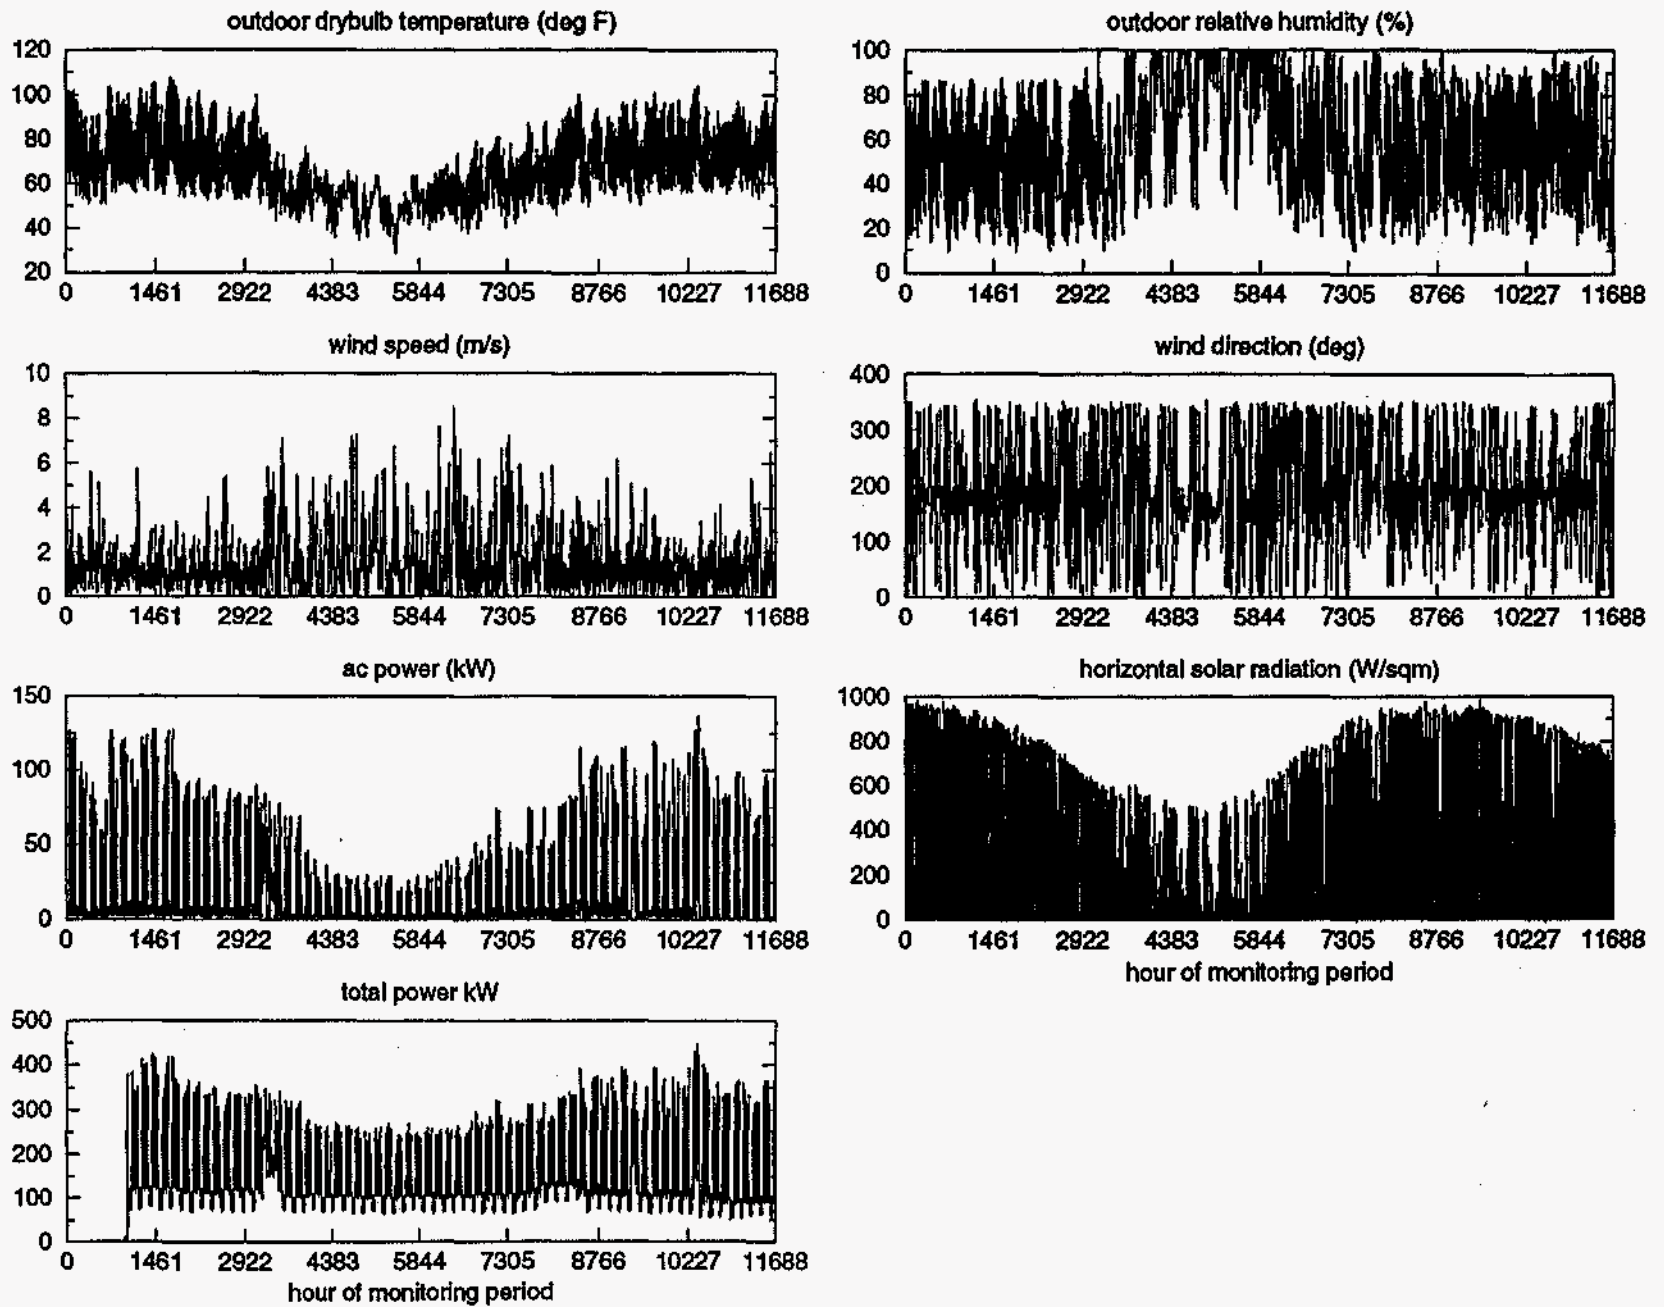 outdoor drybulb temperature (deg F)
120
100
80
60
40
20
0 1461 2922 4383 5844 7305 8766 10227 11688
outdoor relative humidity (%)
100
80
60
40
20
0
0 1461 2922 4383 5844 7305 8766 10227 11688
wind speed (m/s)
10
8
6
4
2
0
0 1461 2922 4383 5844 7305 8766 10227 11688
wind direction (deg)
400
300
200
100
0
0 1461 2922 4383 5844 7305 8766 10227 11688
ac power (kW)
150
100
50
0
0 1461 2922 4383 5844 7305 8766 10227 11688
horizontal solar radiation (W/sqm)
1000
800
600
400
200
0
0 1461 2922 4383 5844 7305 8766 10227 11688
hour of monitoring period
total power kW
500
400
300
200
100
0
0 1461 2922 4383 5844 7305 8766 10227 11688
hour of monitoring period